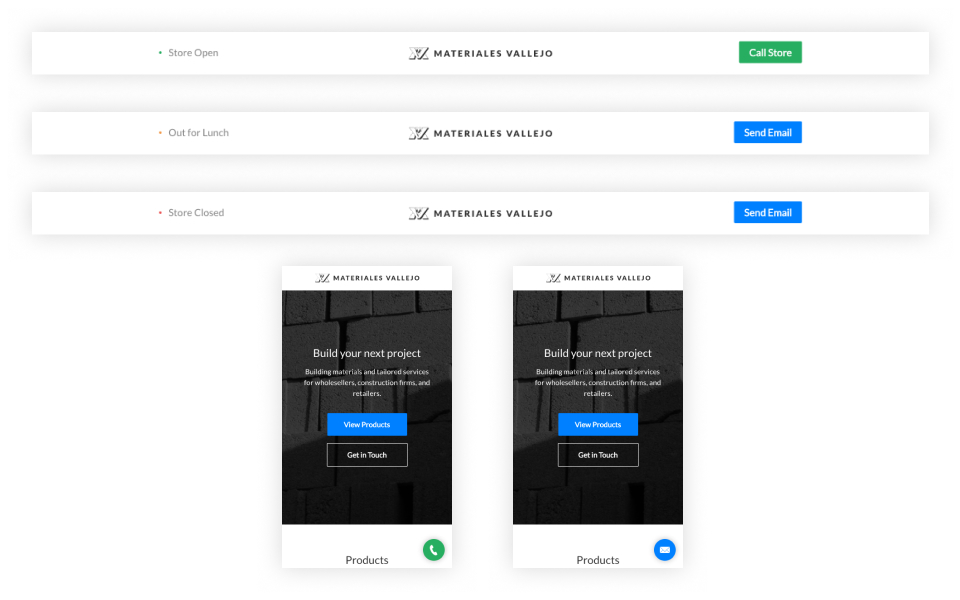 Store Open
MATERIALES VALLEJO
Call Store
Out for Lunch
MATERIALES VALLEJO
Send Email
Store Closed
MATERIALES VALLEJO
Send Email
MATERIALES VALLEJO
Build your next project
Building materials and tailored services
for wholesellers, construction firms, and
retailers.
View Products
Get in Touch
Products
MATERIALES VALLEJO
Build your next project
Building materials and tailored services
for wholesellers, construction firms, and
retailers.
View Products
Get in Touch
Products